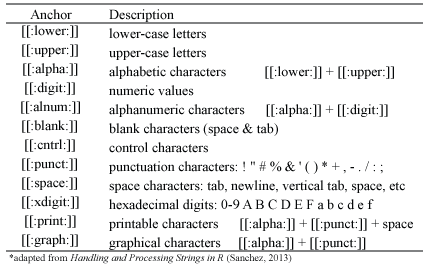 Anchor Description
[[:lower:]] lower-case letters
[[:upper:]] upper-case letters
[[:alpha:]] alphabetic characters [[:lower:]] + [[:upper:]]
[[:digit:]] numeric values
[[:alnum:]] alphanumeric characters [[:alpha:]] + [[:digit:]]
[[:blank:]] blank characters (space & tab)
[[:cntrl:]] control characters
[[:punct:]] punctuation characters: ! " # % & ' ( ) * + , - . / : ;
[[:space:]] space characters: tab, newline, vertical tab, space, etc
[[:xdigit:]] hexadecimal digits: 0-9 A B C D E F a b c d e f
[[:print:]] printable characters [[:alpha:]] + [[:punct:]] + space
[[:graph:]] graphical characters [[:alpha:]] + [[:punct:]]
*adapted from Handling and Processing Strings in R (Sanchez, 2013)